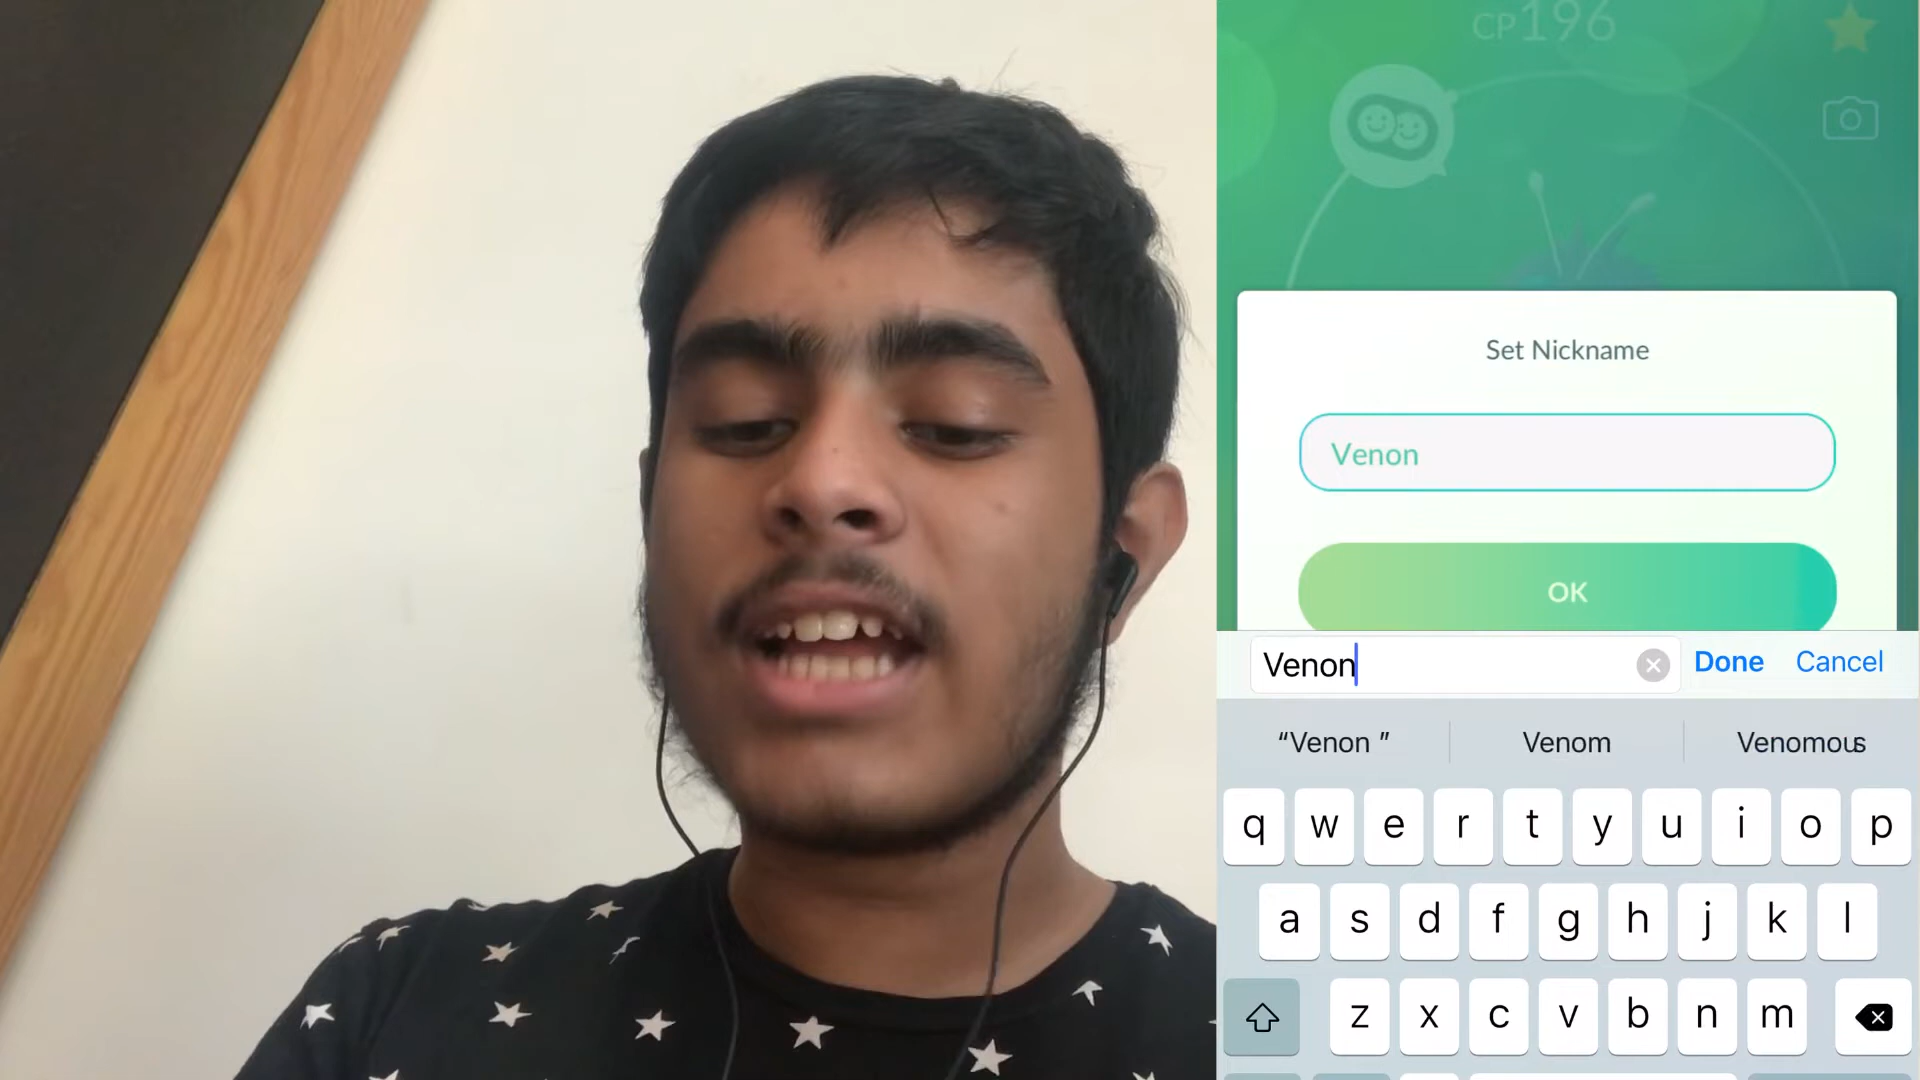 CP196
Set Nickname
Venon
OK
Venon Done Cancel
“Venon ” Venom Venomous
q w e r t y u i o p
a s d f g h j k l
z x c v b n m